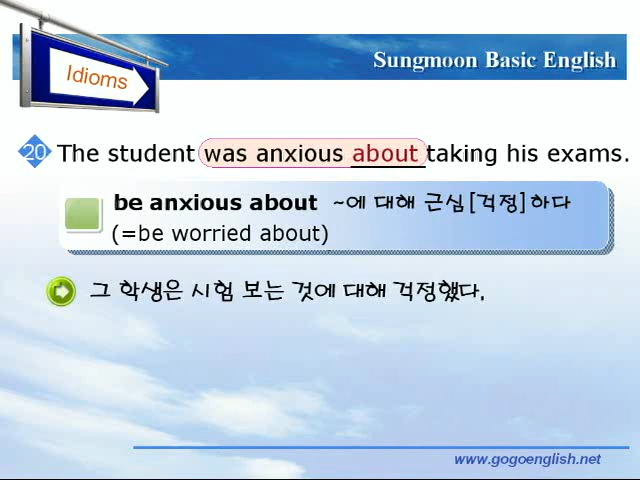 Sungmoon Basic English
Idioms
20 The student was anxious about taking his exams.
be anxious about ~에 대해 근심[걱정]하다
(=be worried about)
그 학생은 시험 보는 것에 대해 걱정했다.
www.gogoenglish.net